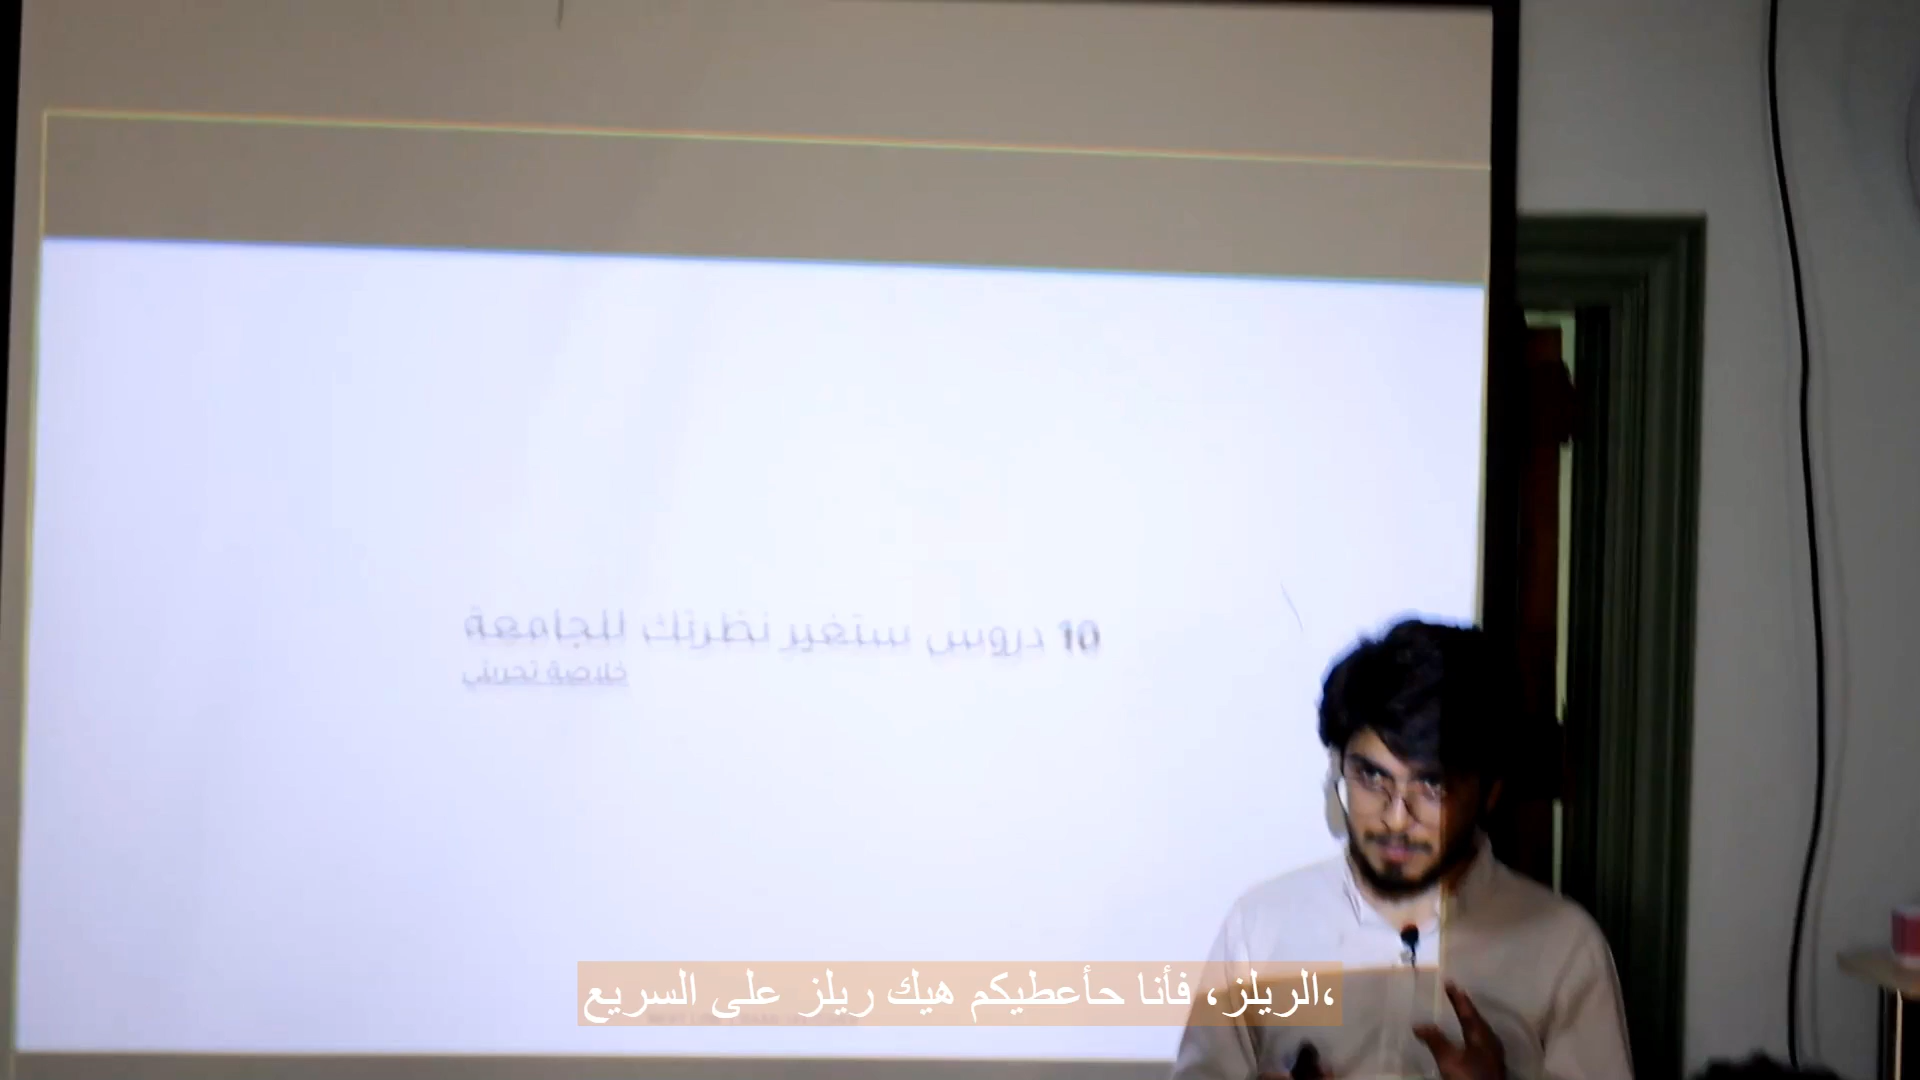 10 دروس ستغير نظرتك للجامعة
خلاصة تجربتي
الريلز، فأنا حأعطيكم هيك ريلز على السريع،